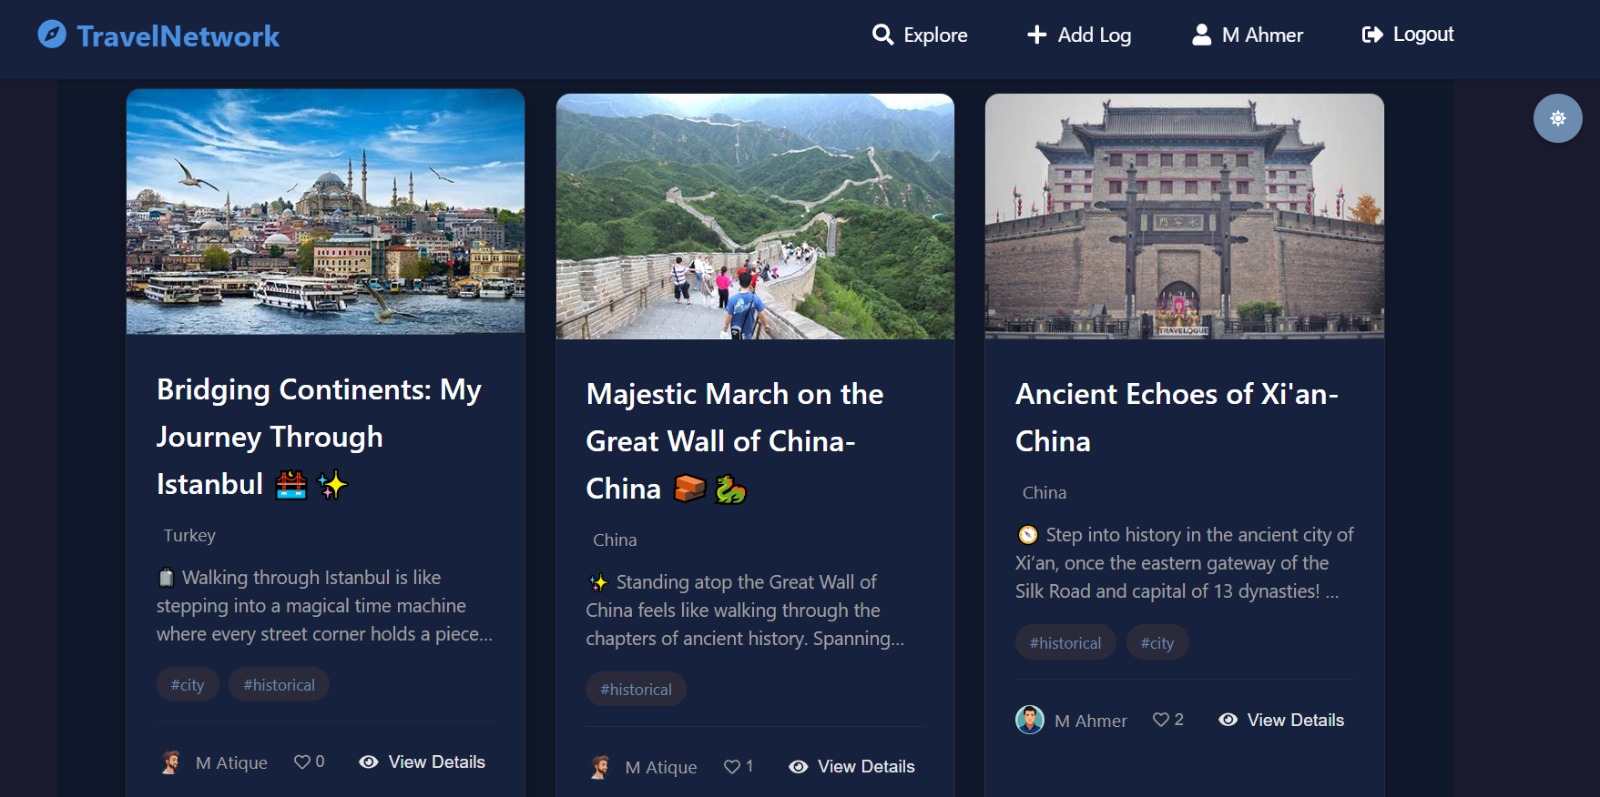 TravelNetwork
Explore
Add Log
M Ahmer
Logout
Bridging Continents: My
Journey Through
Istanbul 🌉 ✨
Turkey
🧳 Walking through Istanbul is like
stepping into a magical time machine
where every street corner holds a piece...
#city #historical
M Atique 0 View Details
Majestic March on the
Great Wall of China-
China 🧱 🐉
China
✨ Standing atop the Great Wall of
China feels like walking through the
chapters of ancient history. Spanning...
#historical
M Atique 1 View Details
TRAVELOGUE
Ancient Echoes of Xi'an-
China
China
🧭 Step into history in the ancient city of
Xi’an, once the eastern gateway of the
Silk Road and capital of 13 dynasties! ...
#historical #city
M Ahmer 2 View Details